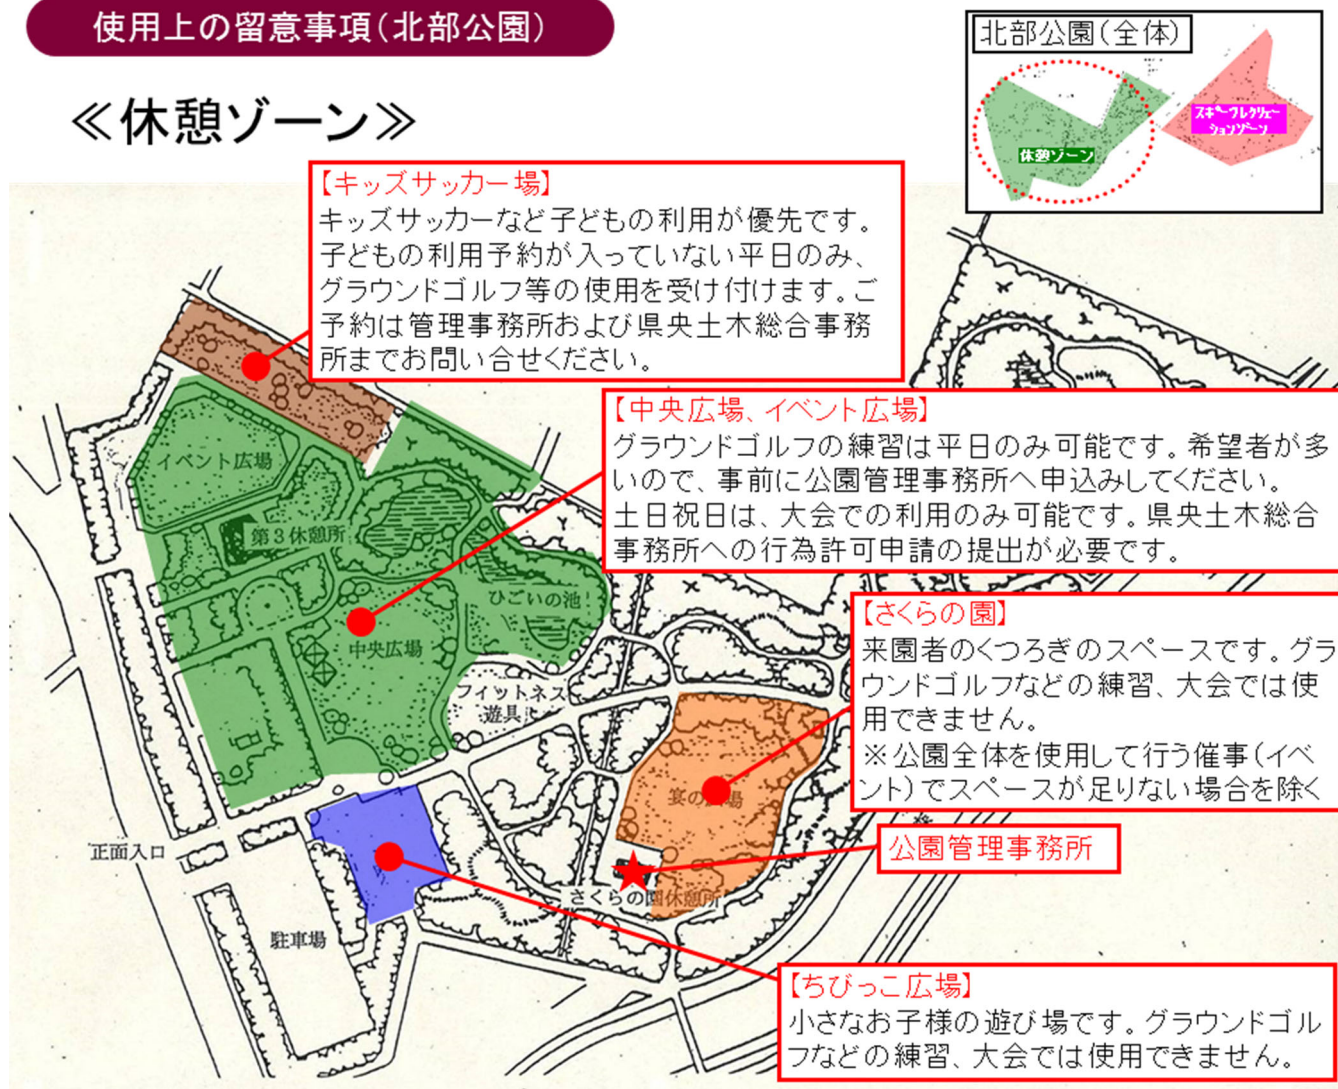 使用上の留意事項(北部公園)
≪休憩ゾーン≫
北部公園(全体)
スキー・レクリエー
ションゾーン
休憩ゾーン
【キッズサッカー場】
キッズサッカーなど子どもの利用が優先です。
子どもの利用予約が入っていない平日のみ、
グラウンドゴルフ等の使用を受け付けます。ご
予約は管理事務所および県央土木総合事務
所までお問い合せください。
【中央広場、イベント広場】
グラウンドゴルフの練習は平日のみ可能です。希望者が多
いので、事前に公園管理事務所へ申込みしてください。
土日祝日は、大会での利用のみ可能です。県央土木総合
事務所への行為許可申請の提出が必要です。
イベント広場
第3休憩所
ひごいの池
中央広場
フィットネス
遊具
【さくらの園】
来園者のくつろぎのスペースです。グラ
ウンドゴルフなどの練習、大会では使
用できません。
※公園全体を使用して行う催事(イベ
ント)でスペースが足りない場合を除く
宴の広場
公園管理事務所
さくらの園休憩所
正面入口
駐車場
【ちびっこ広場】
小さなお子様の遊び場です。グラウンドゴル
フなどの練習、大会では使用できません。